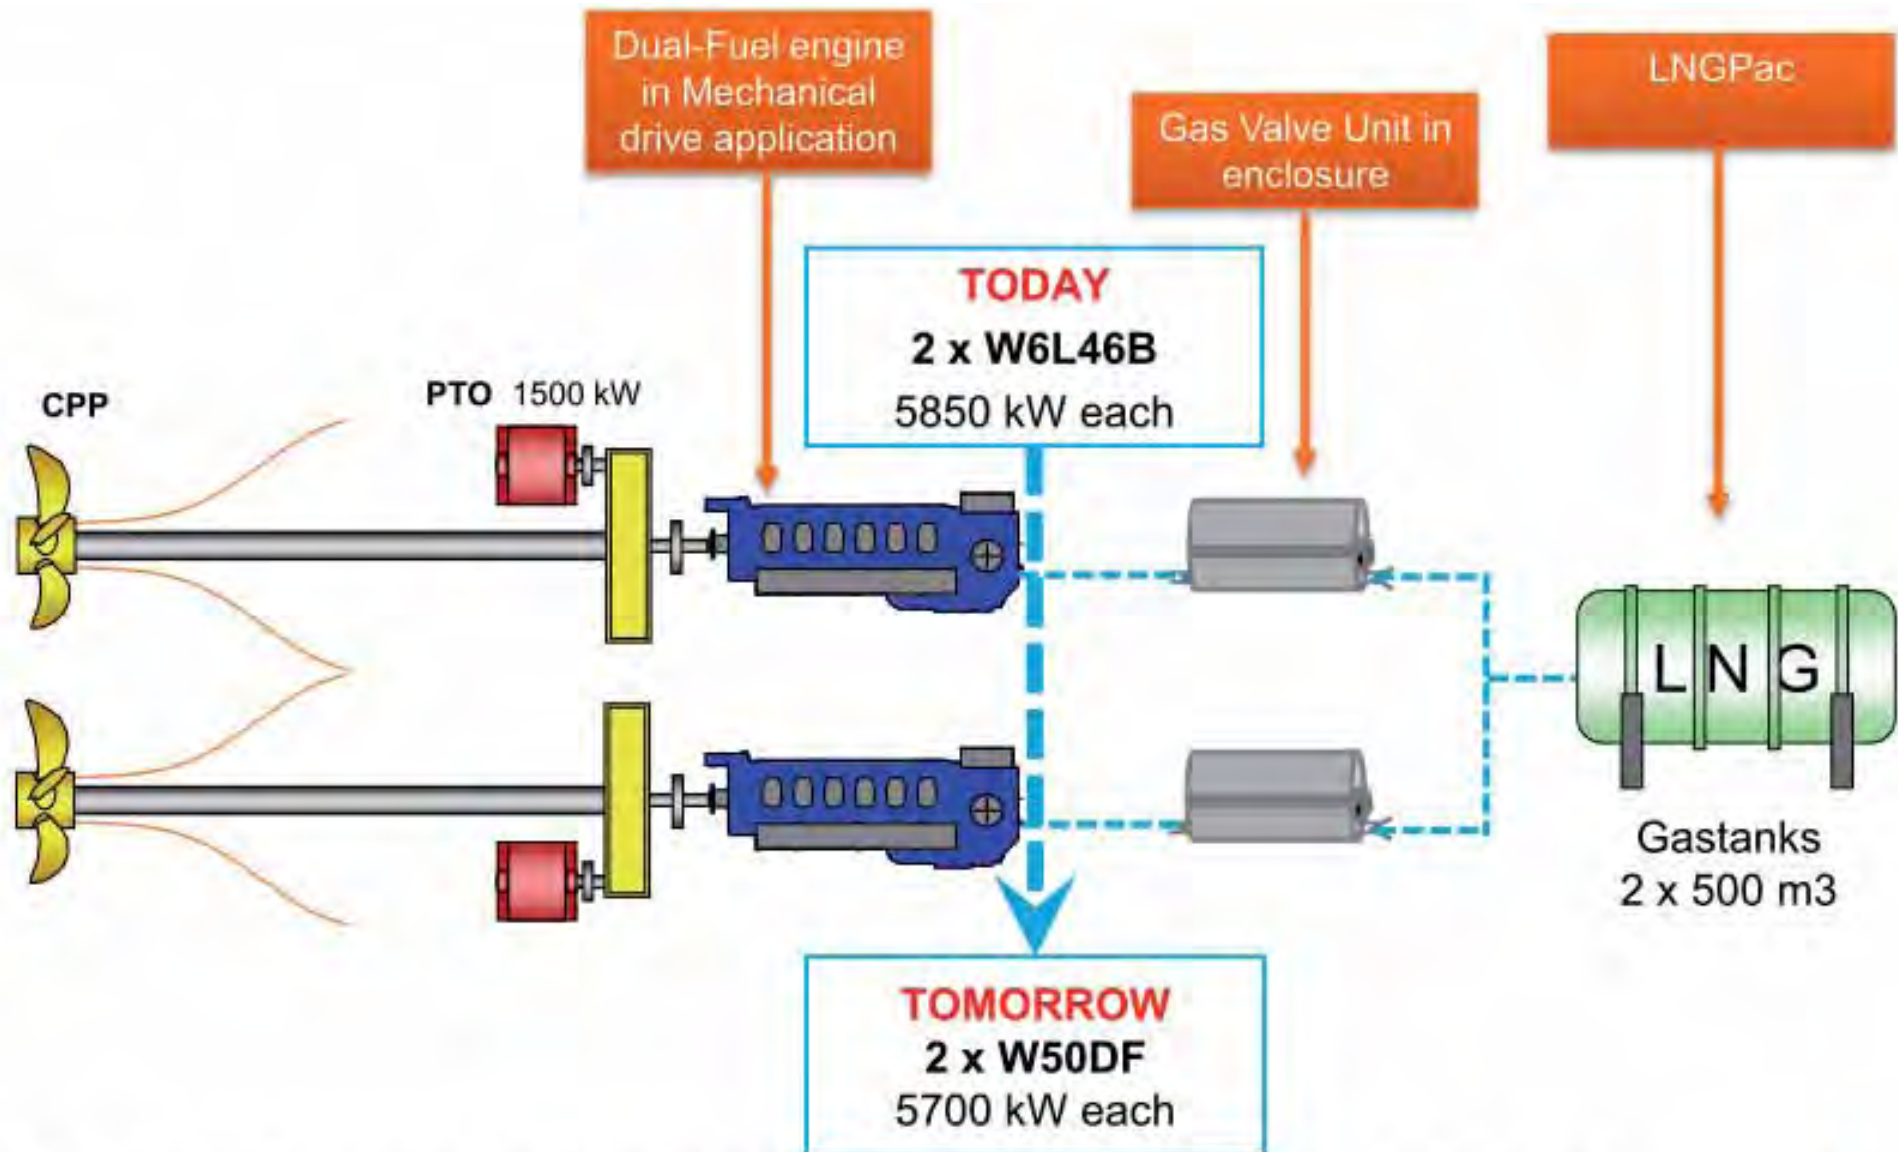 Dual-Fuel engine
in Mechanical
drive application
Gas Valve Unit in
enclosure
LNGPac
TODAY
2 x W6L46B
5850 kW each
CPP
PTO 1500 kW
LNG
Gastanks
2 x 500 m3
TOMORROW
2 x W50DF
5700 kW each